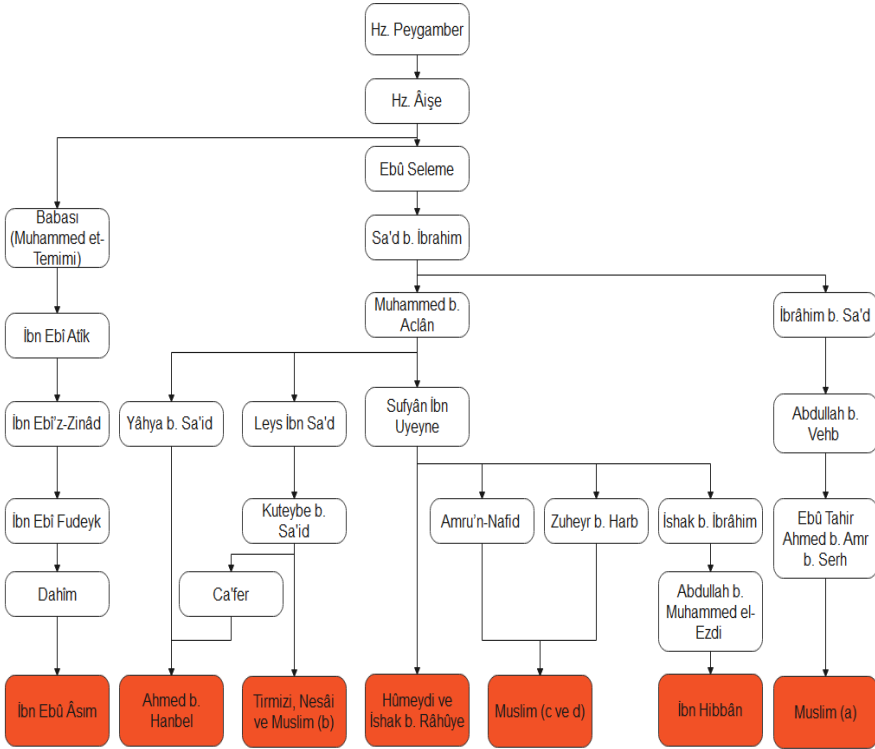 Hz. Peygamber
Hz. Âişe
Ebû Seleme
Babası
(Muhammed et-
Temimi)
Sa'd b. İbrahim
Muhammed b.
Aclân
İbrâhim b. Sa'd
İbn Ebî Atîk
İbn Ebî'z-Zinâd
Yâhya b. Sa'id
Leys İbn Sa'd
Sufyân İbn
Uyeyne
Abdullah b.
Vehb
İbn Ebî Fudeyk
Kuteybe b.
Sa'id
Amru'n-Nafid
Zuheyr b. Harb
İshak b. İbrâhim
Ebû Tahir
Ahmed b. Amr
b. Serh
Dahîm
Ca'fer
Abdullah b.
Muhammed el-
Ezdi
İbn Ebû Âsım
Ahmed b.
Hanbel
Tirmizi, Nesâi
ve Muslim (b)
Hûmeydi ve
İshak b. Râhûye
Muslim (c ve d)
İbn Hibbân
Muslim (a)